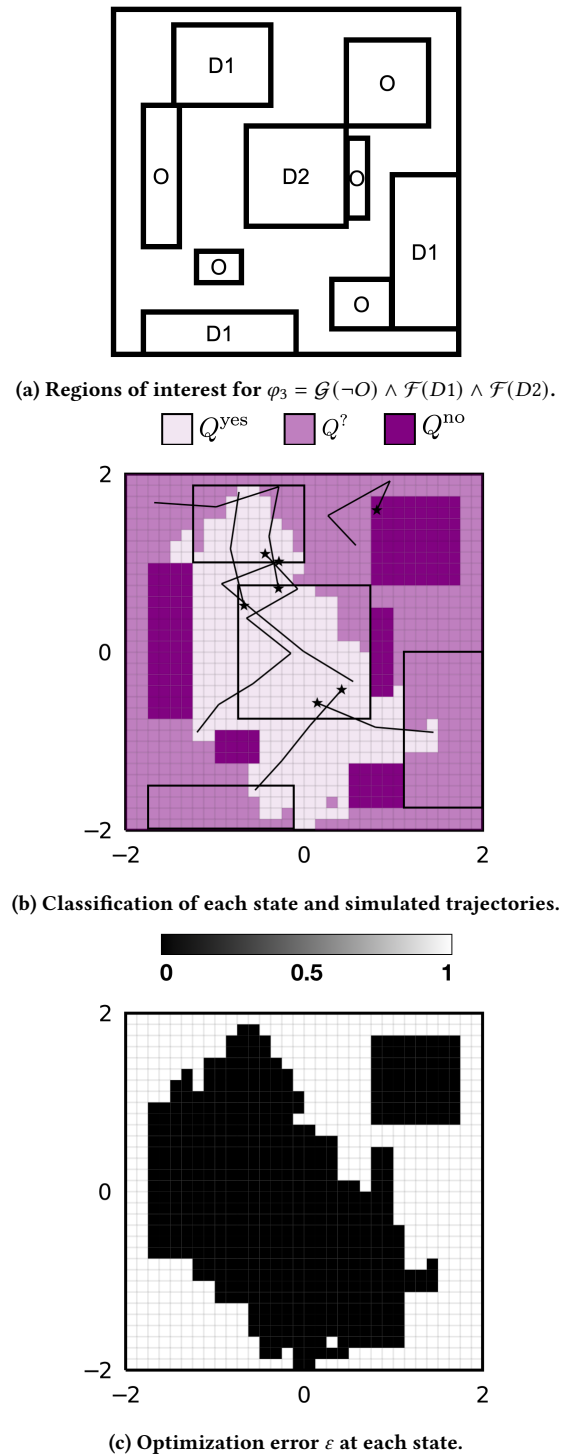 D1
O
O
D2
O
D1
O
O
D1
(a) Regions of interest for φ₃ = 𝒢(¬O) ∧ ℱ(D1) ∧ ℱ(D2).
Qʸᵉˢ Q^? Qⁿᵒ
2
0
−2
−2 0 2
(b) Classification of each state and simulated trajectories.
0 0.5 1
2
0
−2
−2 0 2
(c) Optimization error ε at each state.